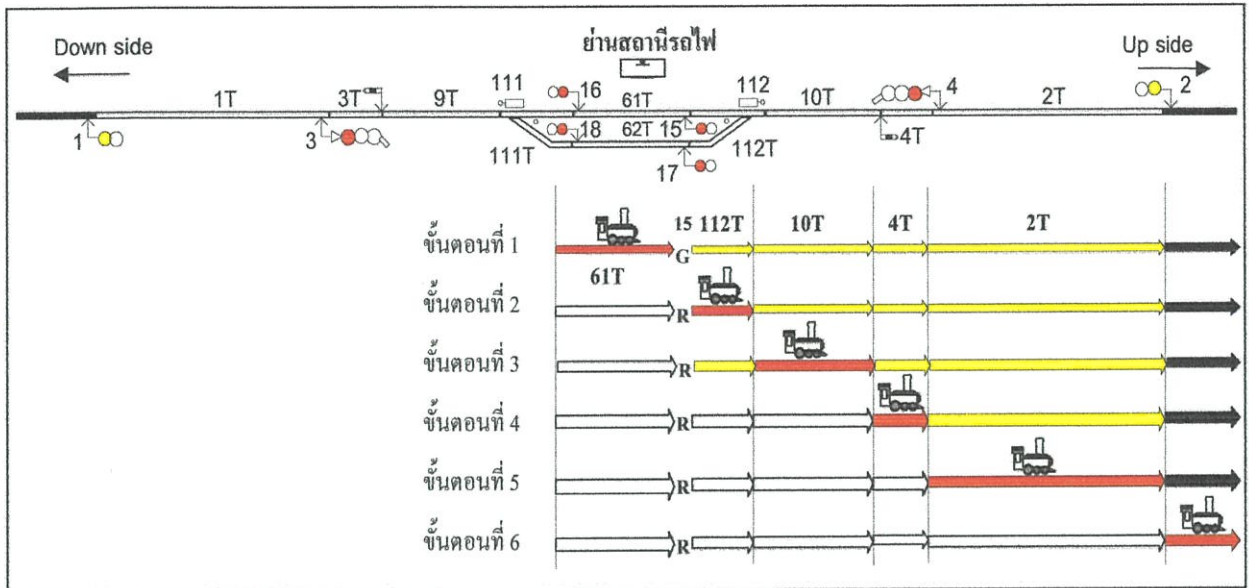 ย่านสถานีรถไฟ
Down side
Up side
1T 3T 9T 111 16 61T 112 10T 4 2T 2
1 3 18 62T 15 4T
111T 17 112T
15 112T 10T 4T 2T
ขั้นตอนที่ 1
G
61T
ขั้นตอนที่ 2
R
ขั้นตอนที่ 3
R
ขั้นตอนที่ 4
R
ขั้นตอนที่ 5
R
ขั้นตอนที่ 6
R